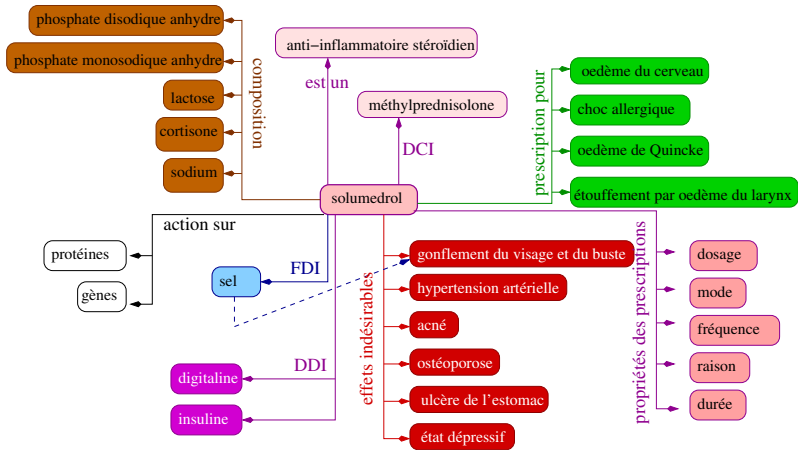 phosphate disodique anhydre
phosphate monosodique anhydre
lactose
cortisone
sodium
composition
anti-inflammatoire stéroïdien
est un
méthylprednisolone
DCI
prescription pour
oedème du cerveau
choc allergique
oedème de Quincke
étouffement par oedème du larynx
solumedrol
action sur
protéines
gènes
sel
FDI
DDI
digitaline
insuline
effets indésirables
gonflement du visage et du buste
hypertension artérielle
acné
ostéoporose
ulcère de l'estomac
état dépressif
propriétés des prescriptions
dosage
mode
fréquence
raison
durée